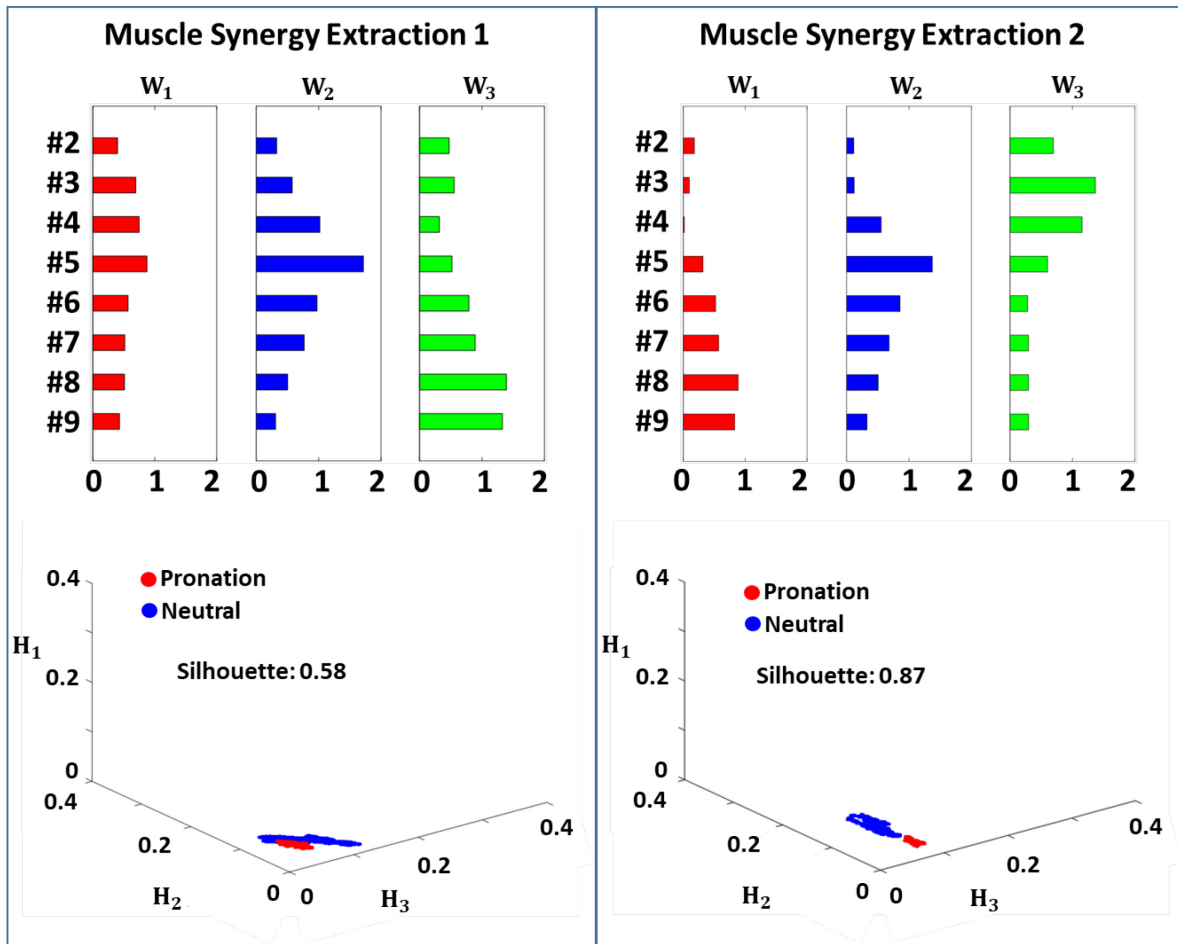 Muscle Synergy Extraction 1
W₁ W₂ W₃
#2
#3
#4
#5
#6
#7
#8
#9
0 1 2 0 1 2 0 1 2
0.4
Pronation
Neutral
H₁
Silhouette: 0.58
0.2
0
0.4
0.4
0.2
0.2
0 0
H₂ H₃
Muscle Synergy Extraction 2
W₁ W₂ W₃
#2
#3
#4
#5
#6
#7
#8
#9
0 1 2 0 1 2 0 1 2
0.4
Pronation
Neutral
H₁
Silhouette: 0.87
0.2
0
0.4
0.4
0.2
0.2
0 0
H₂ H₃